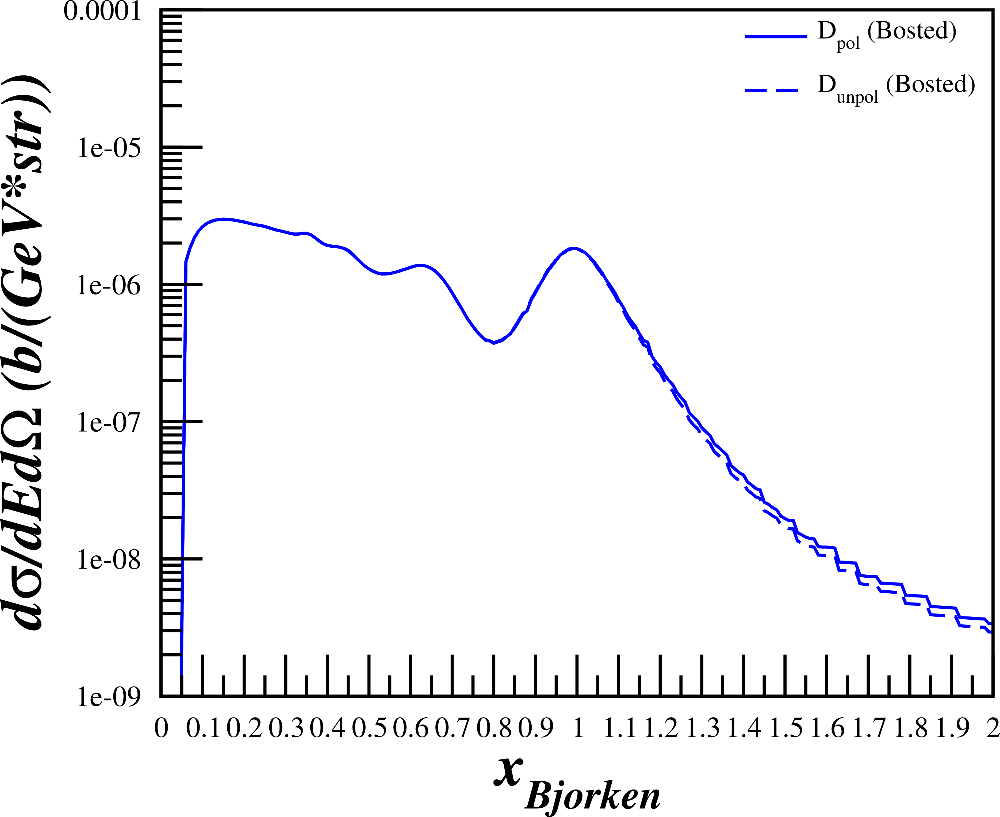 0.0001
1e-05
1e-06
1e-07
1e-08
1e-09
dσ/dEdΩ (b/((GeV*str)))
D_pol (Bosted)
D_unpol (Bosted)
0 0.1 0.2 0.3 0.4 0.5 0.6 0.7 0.8 0.9 1 1.1 1.2 1.3 1.4 1.5 1.6 1.7 1.8 1.9 2
x_Bjorken